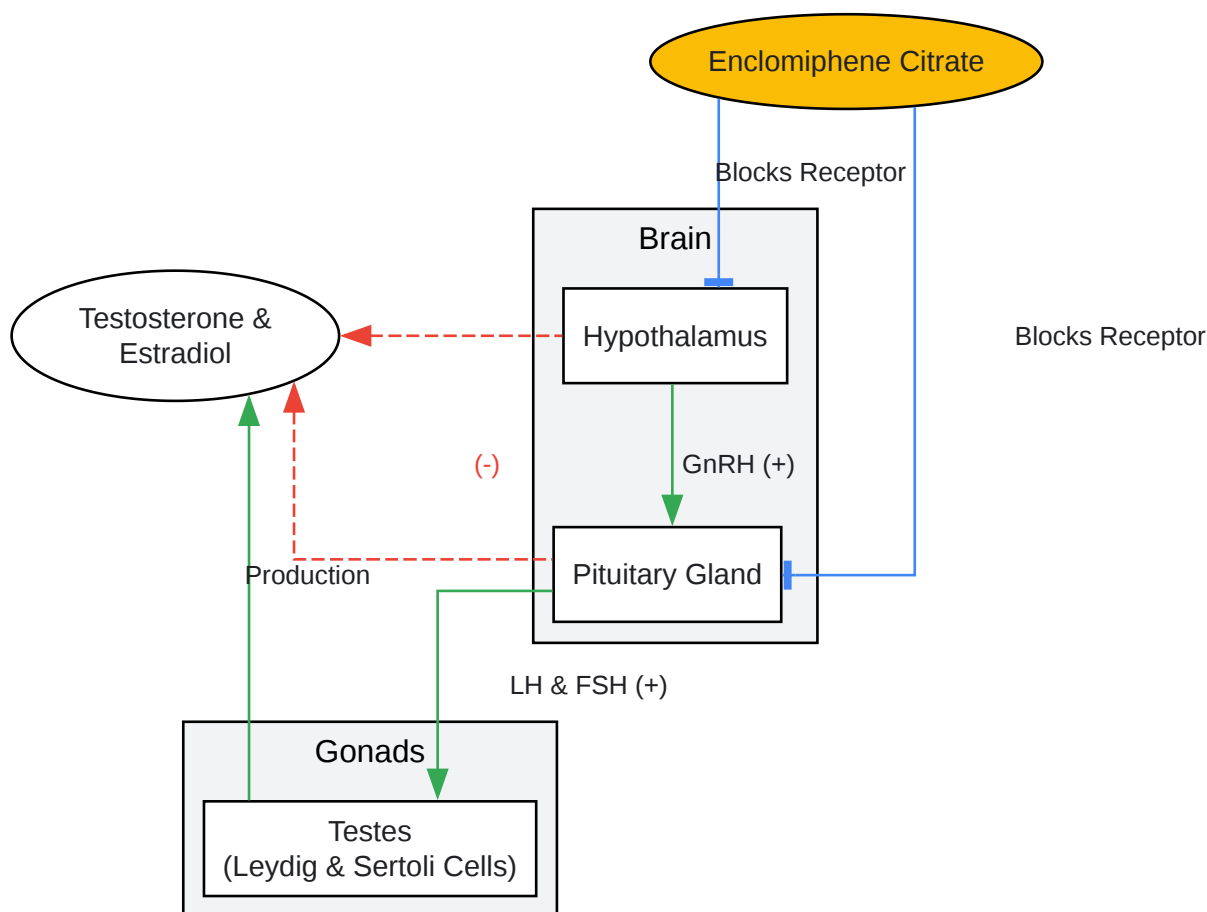 Enclomiphene Citrate
Blocks Receptor
Brain
Testosterone &
Estradiol
Hypothalamus
Blocks Receptor
(-)
GnRH (+)
Production
Pituitary Gland
LH & FSH (+)
Gonads
Testes
(Leydig & Sertoli Cells)